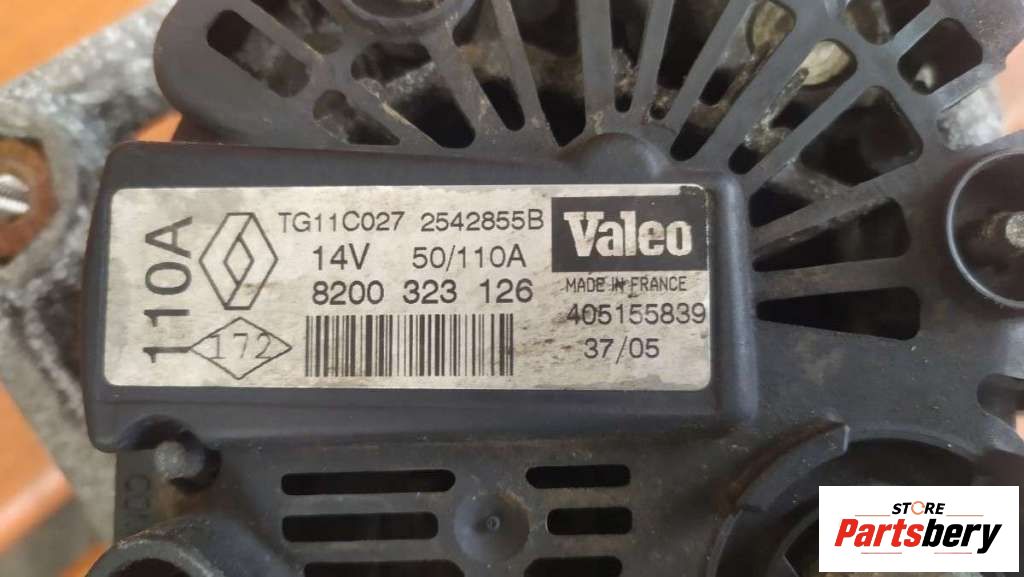 110A
172
TG11C027 2542855B
14V 50/110A
8200 323 126
Valeo
MADE IN FRANCE
405155839
37/05
STORE
Partsbery